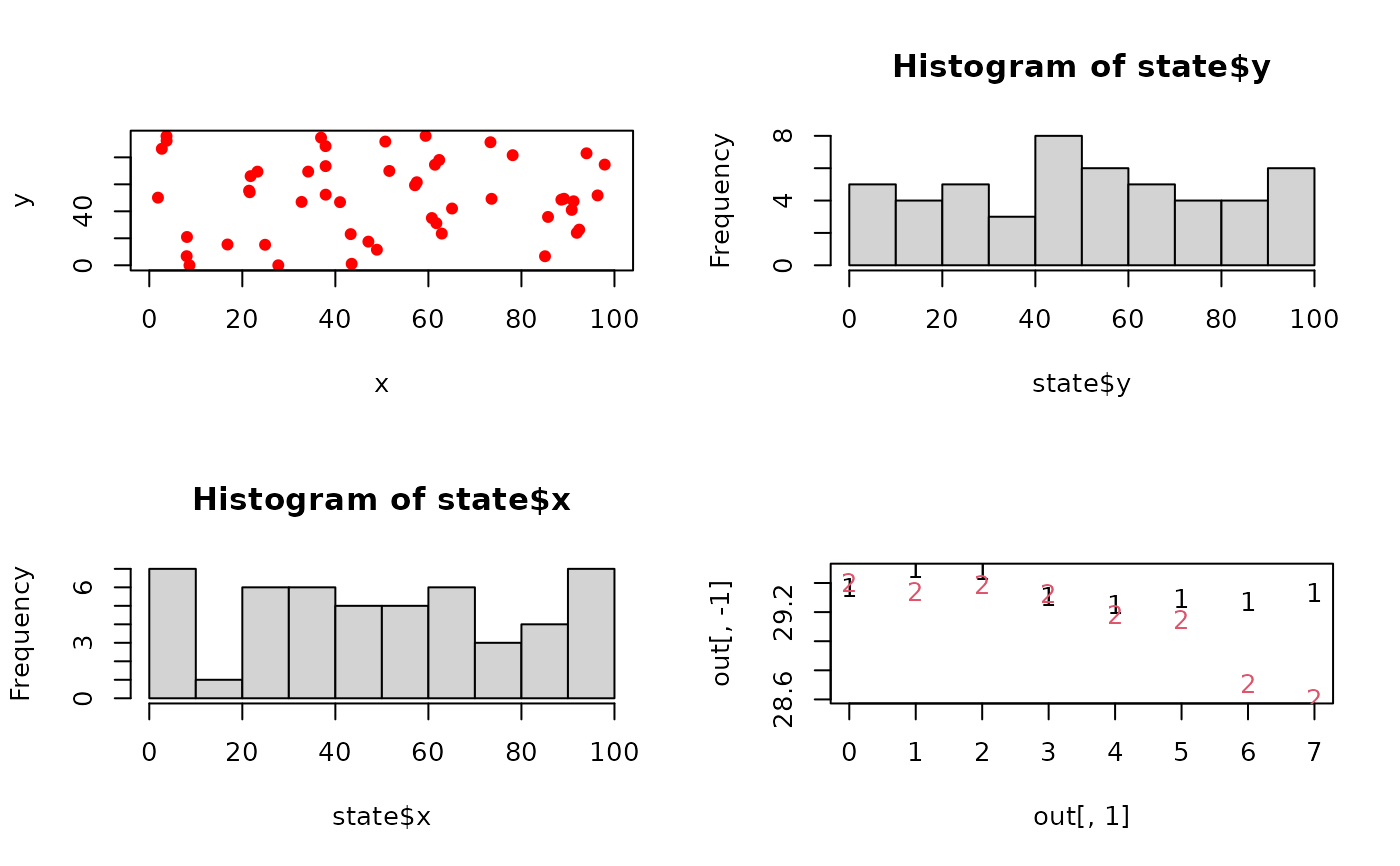 y
40
0
0 20 40 60 80 100
x
Histogram of state$y
Frequency
8
4
0
0 20 40 60 80 100
state$y
Histogram of state$x
Frequency
6
3
0
0 20 40 60 80 100
state$x
out[, -1]
29.2
28.6
1 1 1 1 1 1 1 1
2 2 2 2 2 2 2 2
0 1 2 3 4 5 6 7
out[, 1]